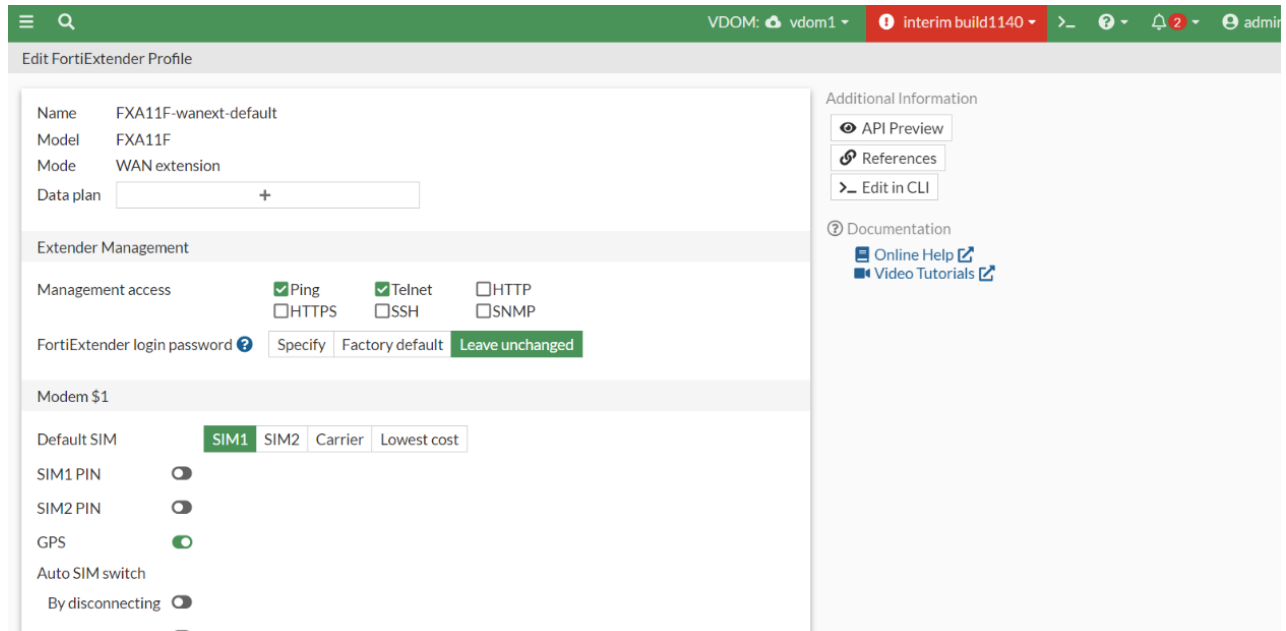 VDOM: vdom1 interim build1140 >_ 2 admin
Edit FortiExtender Profile
Name FXA11F-wanext-default
Model FXA11F
Mode WAN extension
Data plan +
Extender Management
Management access Ping Telnet HTTP
HTTPS SSH SNMP
FortiExtender login password Specify Factory default Leave unchanged
Modem $1
Default SIM SIM1 SIM2 Carrier Lowest cost
SIM1 PIN
SIM2 PIN
GPS
Auto SIM switch
By disconnecting
Additional Information
API Preview
References
>_ Edit in CLI
Documentation
Online Help
Video Tutorials